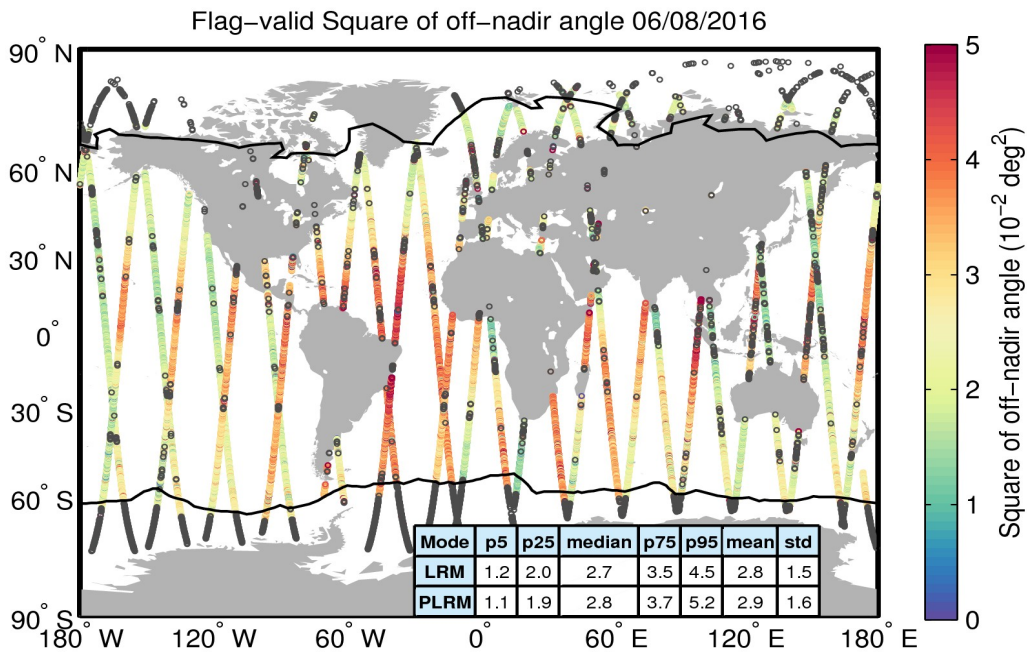 Flag−valid Square of off−nadir angle 06/08/2016
90° N
60° N
30° N
0°
30° S
60° S
90° S
180° W
120° W
60° W
0°
60° E
120° E
180° E
Mode p5 p25 median p75 p95 mean std
LRM 1.2 2.0 2.7 3.5 4.5 2.8 1.5
PLRM 1.1 1.9 2.8 3.7 5.2 2.9 1.6
5
4
3
2
1
0
Square of off−nadir angle (10⁻² deg²)